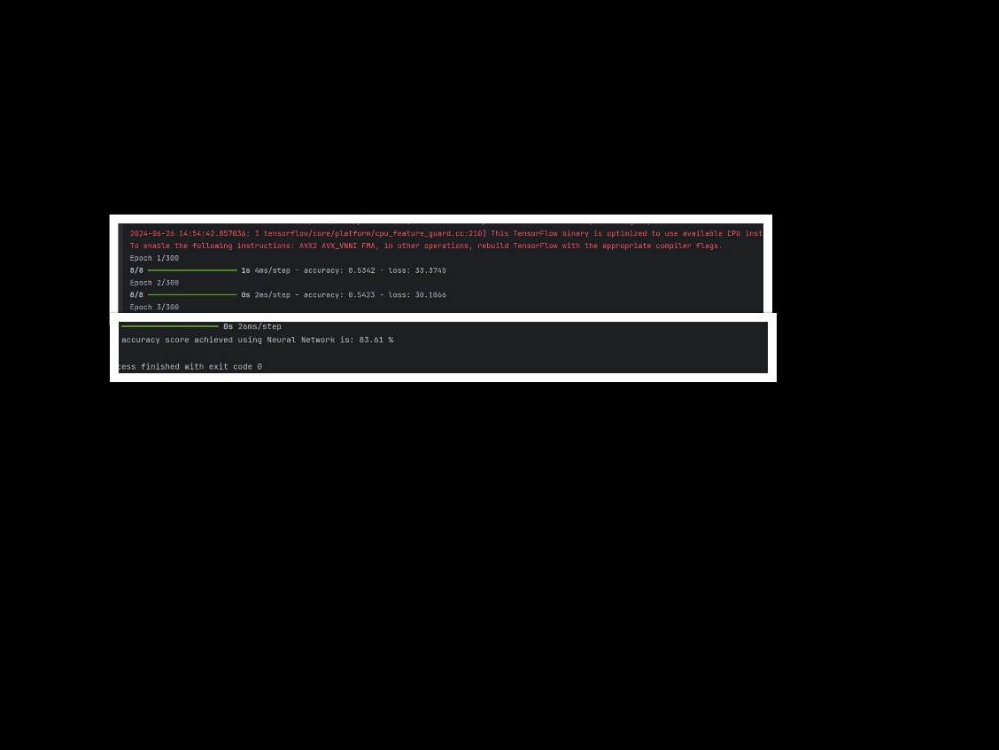 2024-06-26 14:54:42.857036: I tensorflow/core/platform/cpu_feature_guard.cc:210] This TensorFlow binary is optimized to use available CPU inst
To enable the following instructions: AVX2 AVX_VNNI FMA, in other operations, rebuild TensorFlow with the appropriate compiler flags.
Epoch 1/300
8/8 1s 4ms/step - accuracy: 0.5342 - loss: 33.3745
Epoch 2/300
8/8 0s 2ms/step - accuracy: 0.5423 - loss: 30.1066
Epoch 3/300
0s 26ms/step
accuracy score achieved using Neural Network is: 83.61 %
cess finished with exit code 0